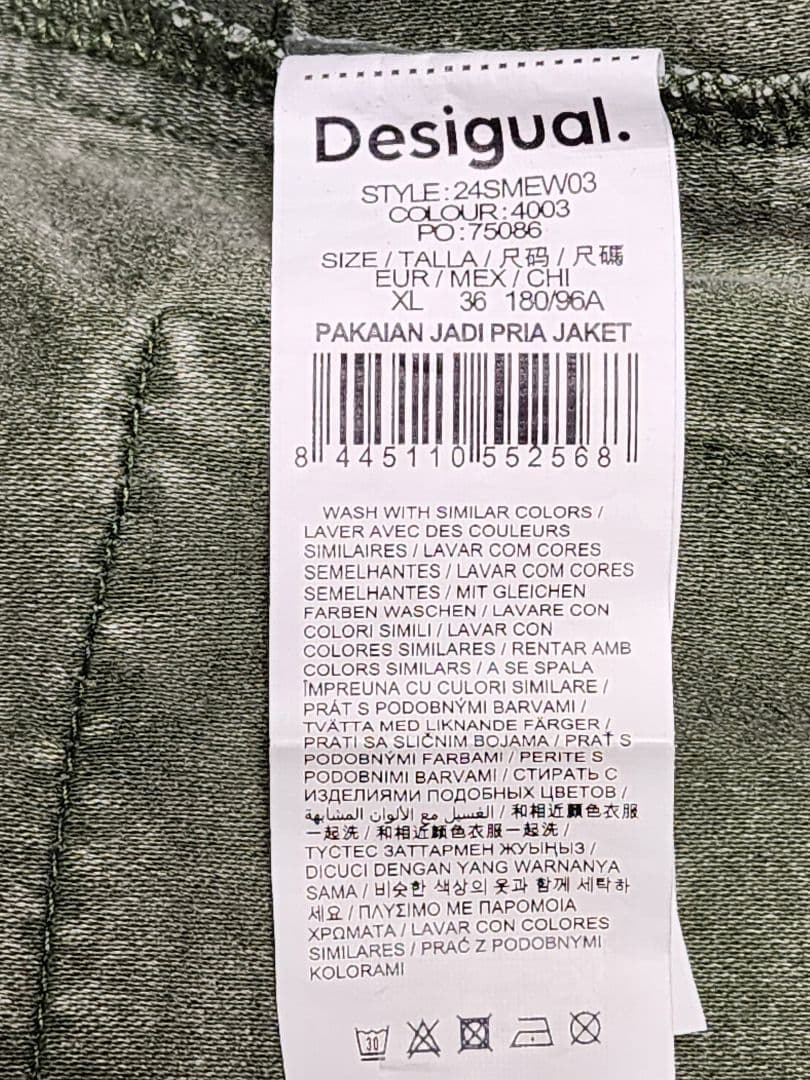 Desigual.
STYLE:24SMEW03
COLOUR:4003
PO:75086
SIZE / TALLA / 尺码 / 尺碼
EUR / MEX / CHI
XL 36 180/96A
PAKAIAN JADI PRIA JAKET
8 445110 552568
WASH WITH SIMILAR COLORS /
LAVER AVEC DES COULEURS
SIMILAIRES / LAVAR COM CORES
SEMELHANTES / LAVAR COM CORES
SEMELHANTES / MIT GLEICHEN
FARBEN WASCHEN / LAVARE CON
COLORI SIMILI / LAVAR CON
COLORES SIMILARES / RENTAR AMB
COLORS SIMILARS / A SE SPALA
ÎMPREUNA CU CULORI SIMILARE /
PRÁT S PODOBNÝMI BARVAMI /
TVÄTTA MED LIKNANDE FÄRGER /
PRATI SA SLIČNIM BOJAMA / PRAŤ S
PODOBNÝMI FARBAMI / PERITE S
PODOBNIMI BARVAMI / СТИРАТЬ С
ИЗДЕЛИЯМИ ПОДОБНЫХ ЦВЕТОВ /
الغسيل مع الألوان المشابهة / 和相近顏色衣服
一起洗 / 和相近顏色衣服一起洗 /
ТҮСТЕС ЗАТТАРМЕН ЖУЫҢЫЗ /
DICUCI DENGAN YANG WARNANYA
SAMA / 비슷한 색상의 옷과 함께 세탁하
세요 / ΠΛΥΣΙΜΟ ΜΕ ΠΑΡΟΜΟΙΑ
ΧΡΩΜΑΤΑ / LAVAR CON COLORES
SIMILARES / PRAĆ Z PODOBNYMI
KOLORAMI
30